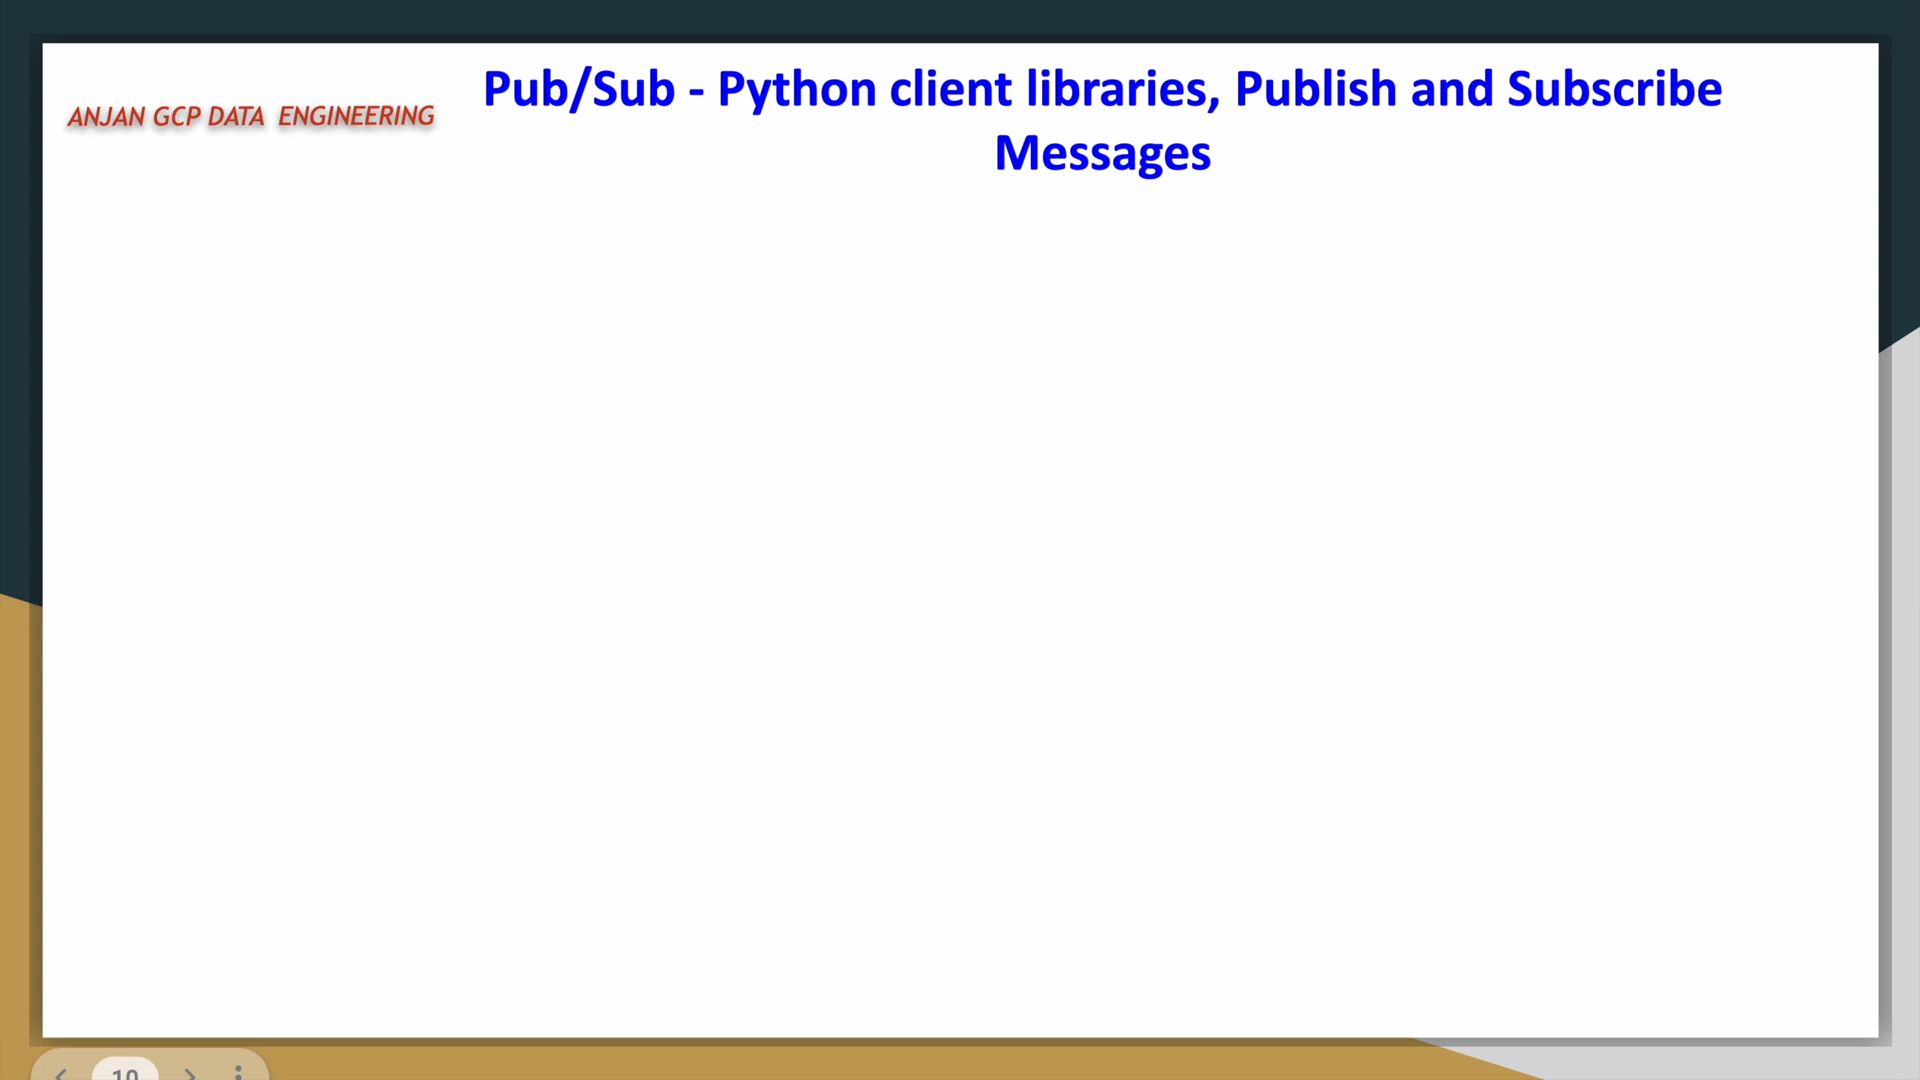 Pub/Sub - Python client libraries, Publish and Subscribe
Messages
ANJAN GCP DATA ENGINEERING
10